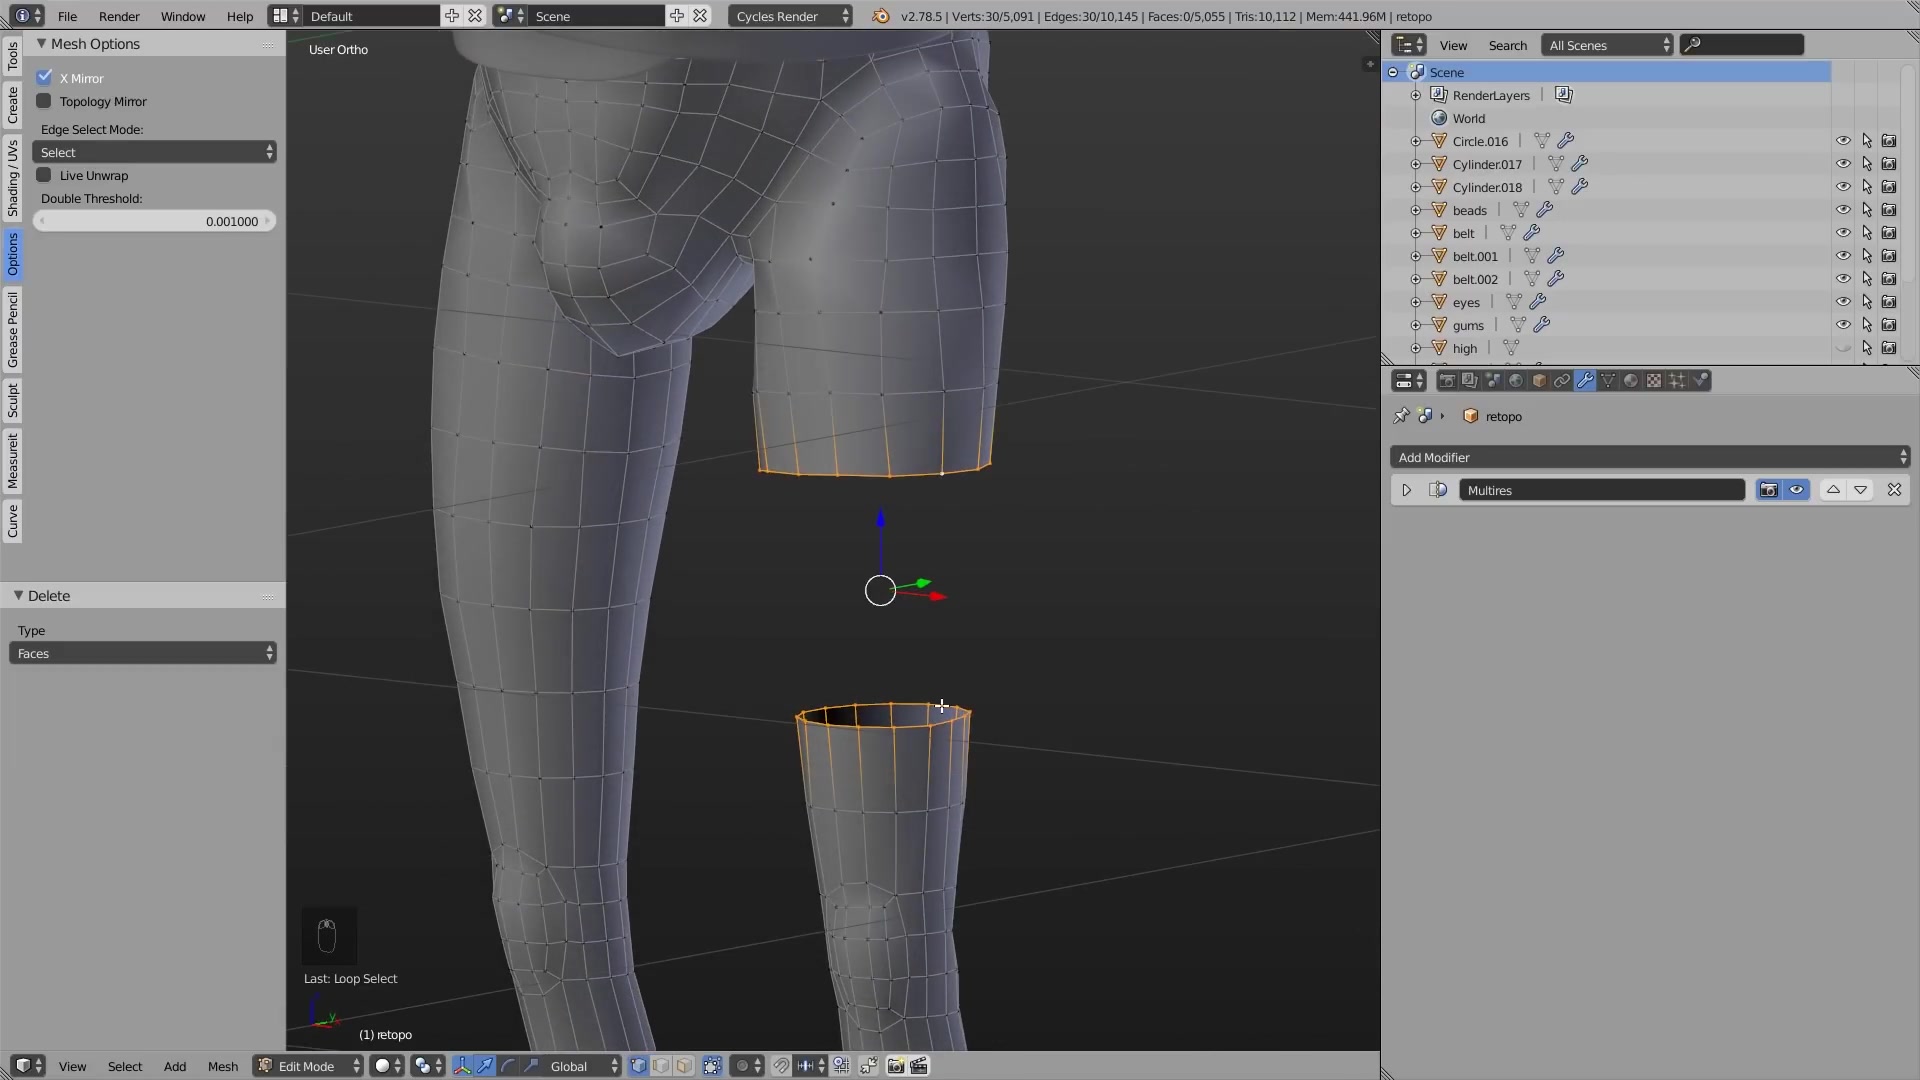 File Render Window Help Default Scene Cycles Render v2.78.5 | Verts:30/5,091 | Edges:30/10,145 | Faces:0/5,055 | Tris:10,112 | Mem:441.96M | retopo
Tools
Create
Shading / UVs
Options
Grease Pencil
Sculpt
Measureit
Curve
Mesh Options
X Mirror
Topology Mirror
Edge Select Mode:
Select
Live Unwrap
Double Threshold:
0.001000
Delete
Type
Faces
User Ortho
Last: Loop Select
(1) retopo
View Select Add Mesh Edit Mode Global
View Search All Scenes
Scene
RenderLayers
World
Circle.016
Cylinder.017
Cylinder.018
beads
belt
belt.001
belt.002
eyes
gums
high
retopo
Add Modifier
Multires